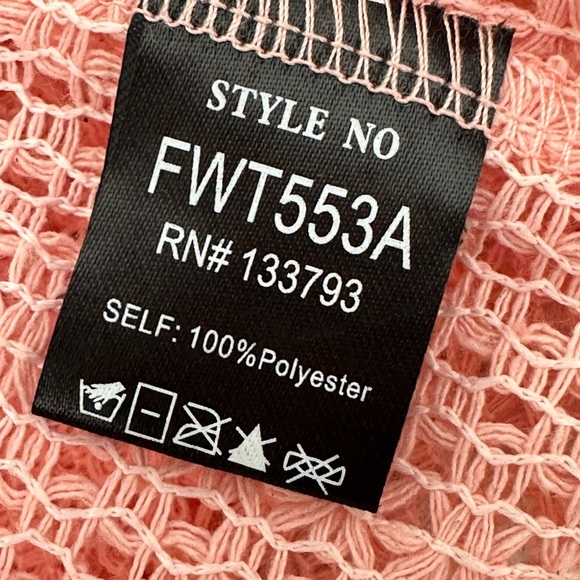 STYLE NO
FWT553A
RN# 133793
SELF: 100%Polyester